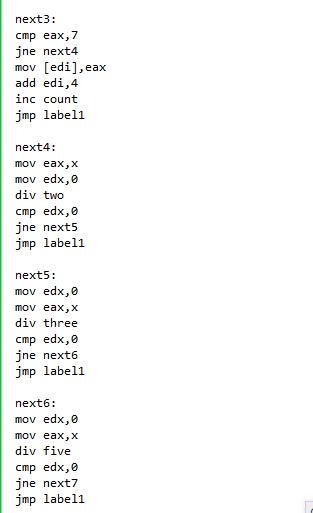 next3:
cmp eax,7
jne next4
mov [edi],eax
add edi,4
inc count
jmp label1
next4:
mov eax,x
mov edx,0
div two
cmp edx,0
jne next5
jmp label1
next5:
mov edx,0
mov eax,x
div three
cmp edx,0
jne next6
jmp label1
next6:
mov edx,0
mov eax,x
div five
cmp edx,0
jne next7
jmp label1